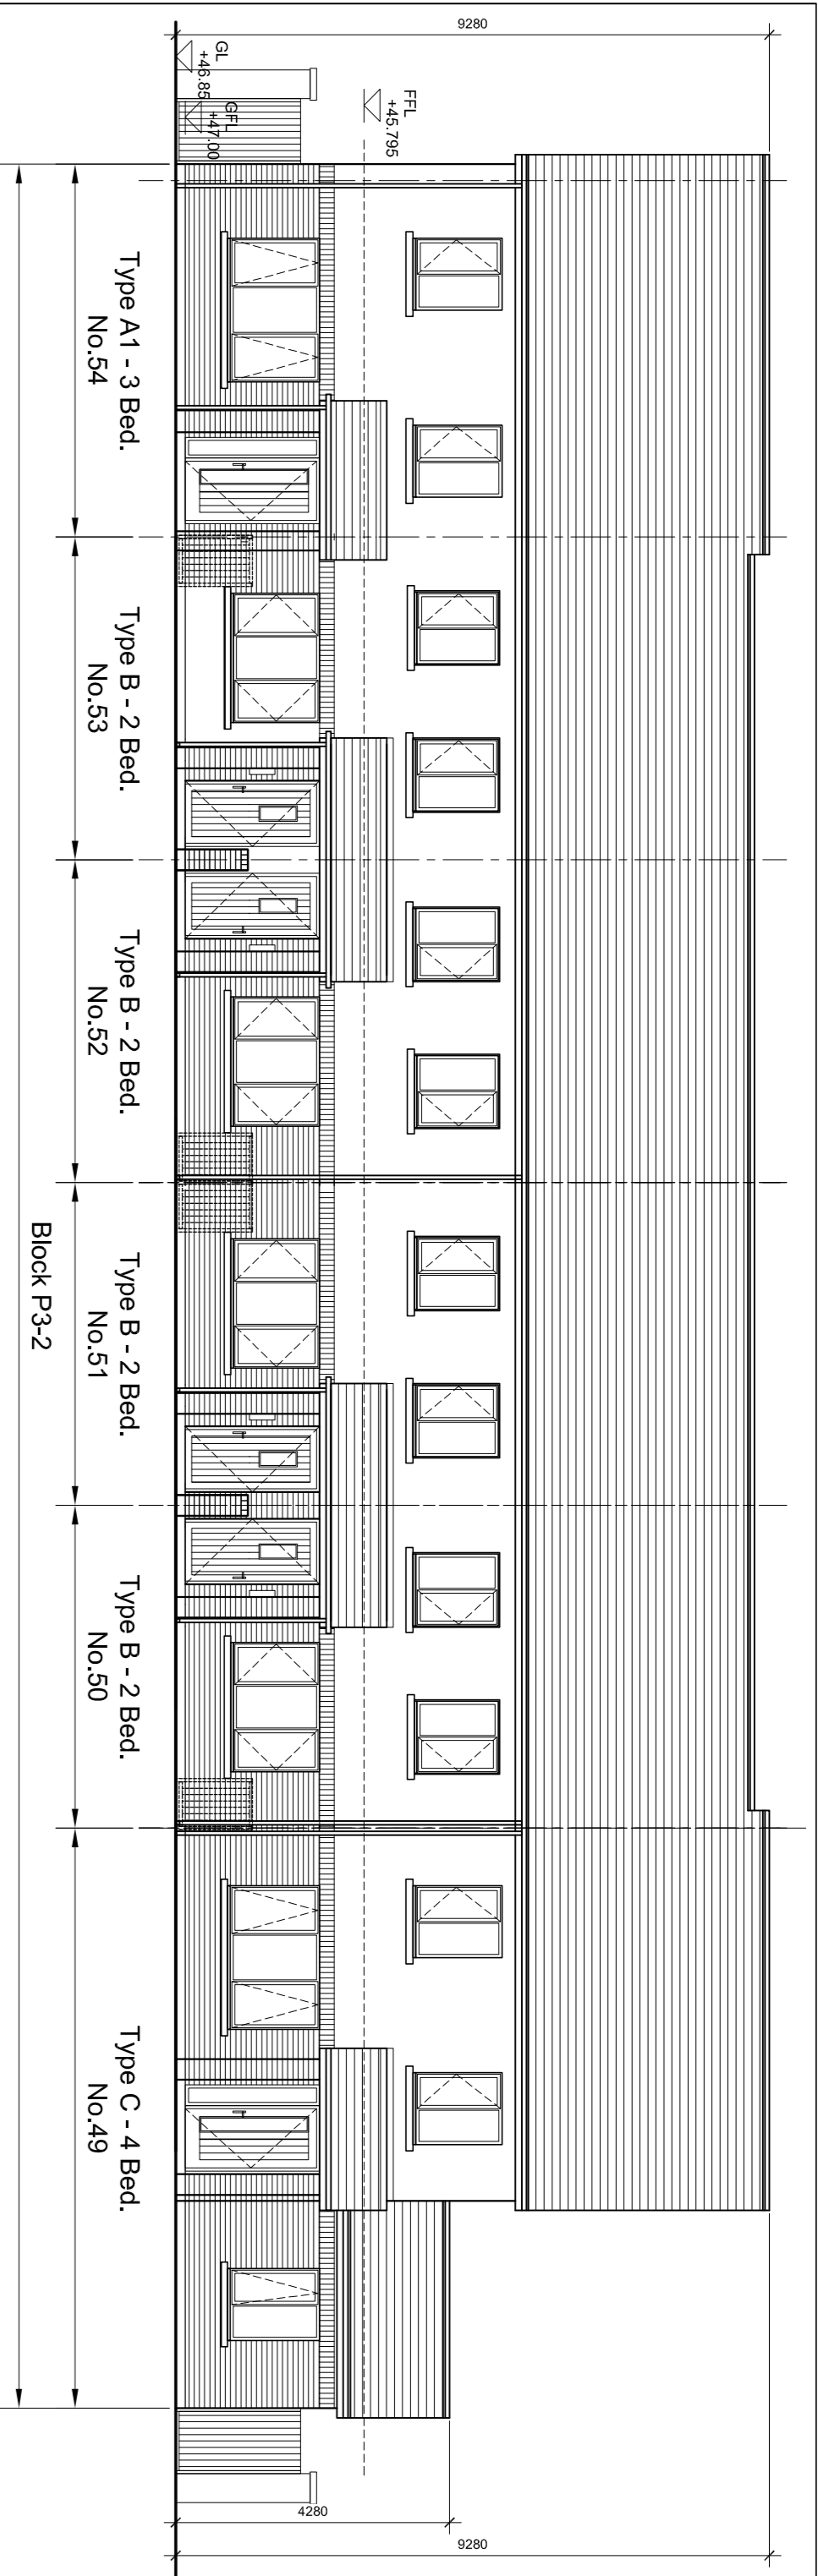 9280
GL
+46.85
GFL
+47.00
FFL
+45.795
Type A1 - 3 Bed.
No.54
Type B - 2 Bed.
No.53
Type B - 2 Bed.
No.52
Type B - 2 Bed.
No.51
Type B - 2 Bed.
No.50
Type C - 4 Bed.
No.49
Block P3-2
4280
9280